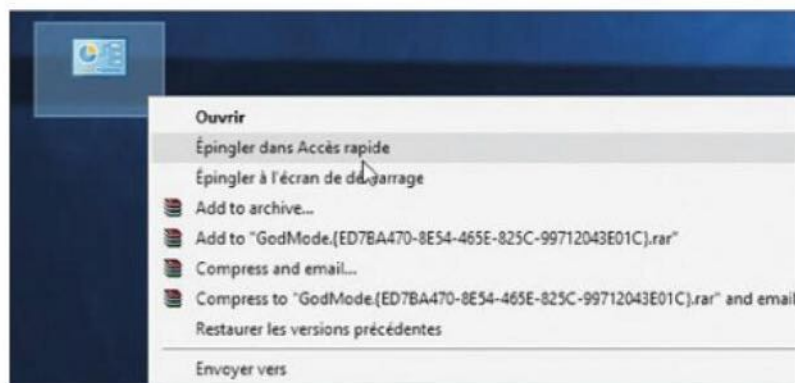 Ouvrir
Épingler dans Accès rapide
Épingler à l'écran de démarrage
Add to archive...
Add to "GodMode.{ED7BA470-8E54-465E-825C-99712043E01C}.rar"
Compress and email...
Compress to "GodMode.{ED7BA470-8E54-465E-825C-99712043E01C}.rar" and email
Restaurer les versions précédentes
Envoyer vers